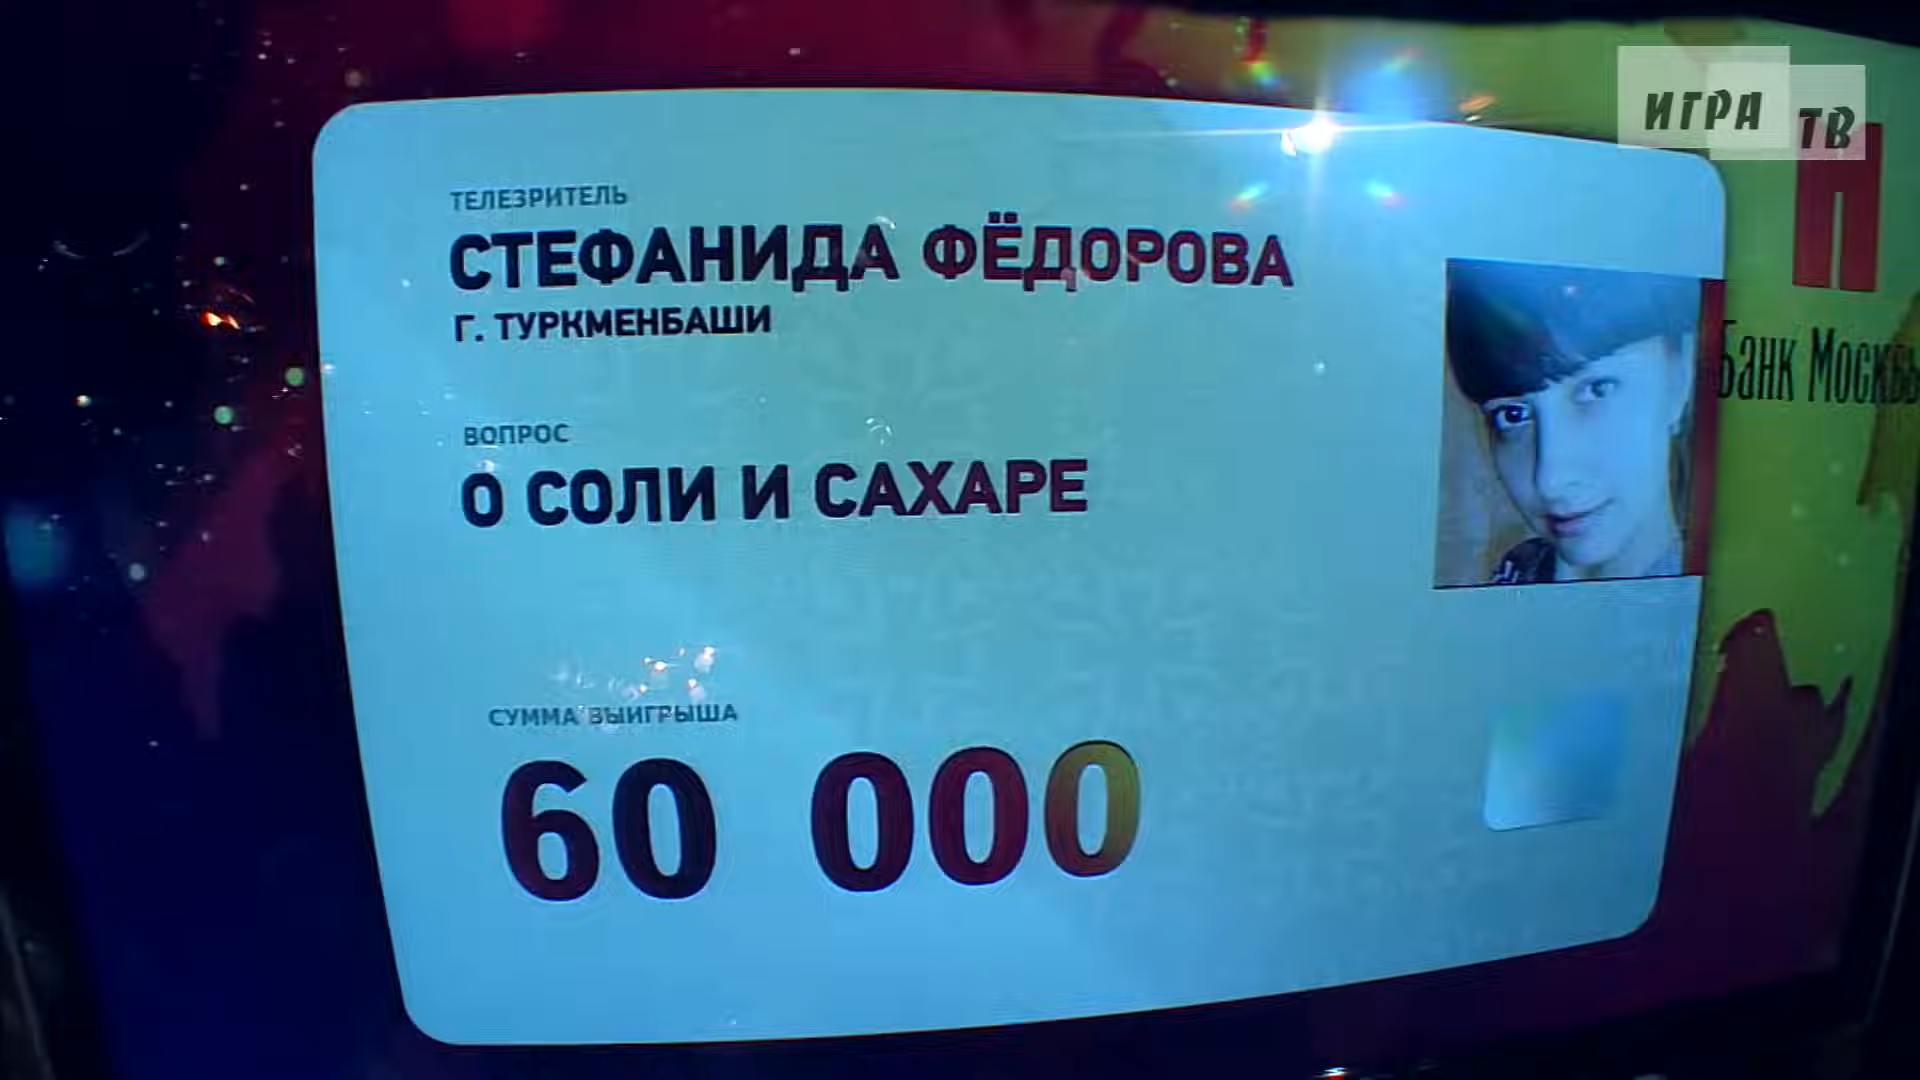 ИГРА ТВ
ТЕЛЕЗРИТЕЛЬ
СТЕФАНИДА ФЁДОРОВА
Г. ТУРКМЕНБАШИ
Банк Москвы
ВОПРОС
О СОЛИ И САХАРЕ
СУММА ВЫИГРЫША
60 000